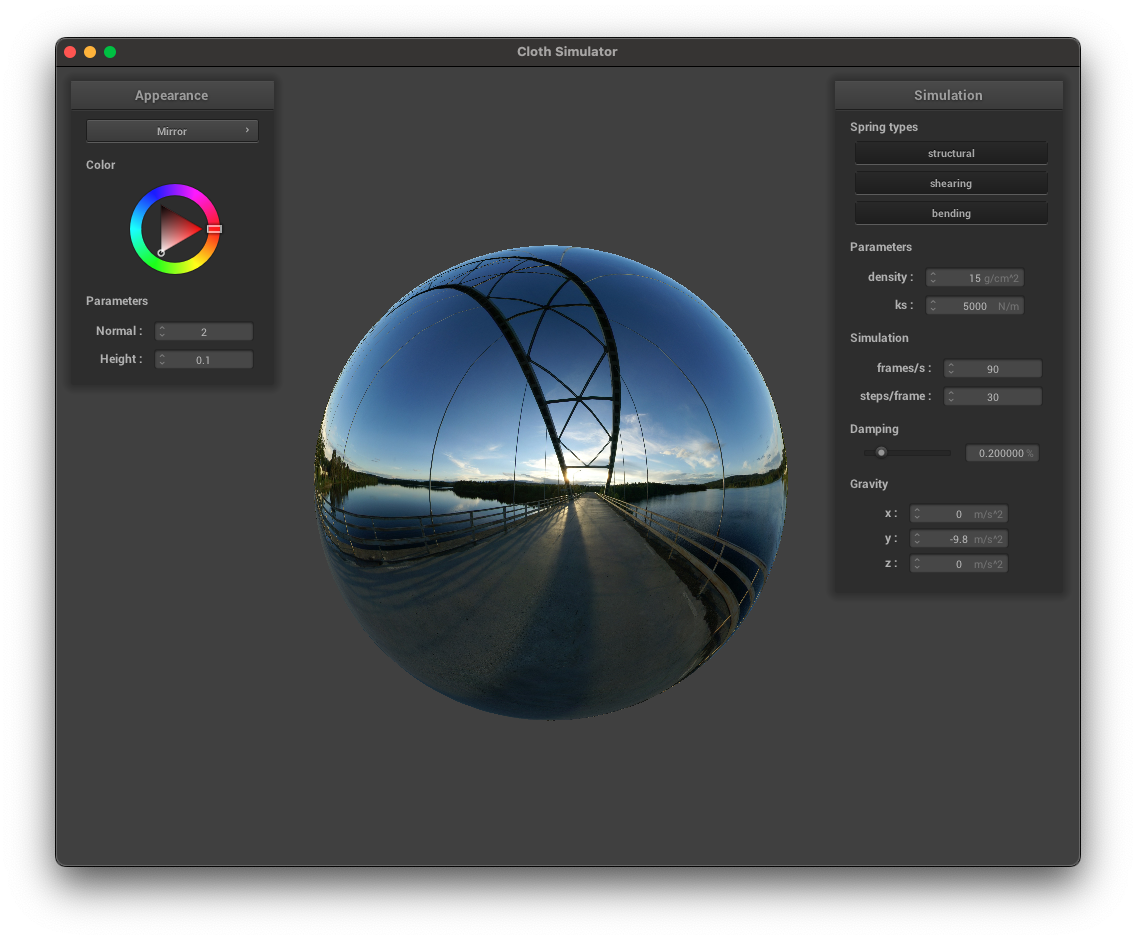 Cloth Simulator
Appearance
Mirror
Color
Parameters
Normal : 2
Height : 0.1
Simulation
Spring types
structural
shearing
bending
Parameters
density : 15 g/cm^2
ks : 5000 N/m
Simulation
frames/s : 90
steps/frame : 30
Damping
0.200000 %
Gravity
x : 0 m/s^2
y : -9.8 m/s^2
z : 0 m/s^2